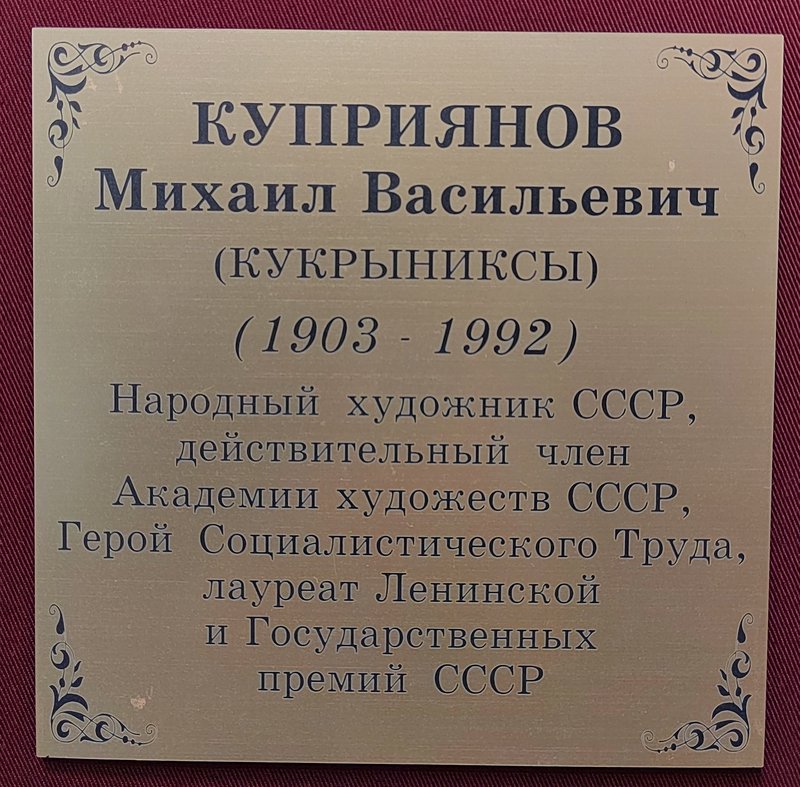 КУПРИЯНОВ
Михаил Васильевич
(КУКРЫНИКСЫ)
(1903 - 1992)
Народный художник СССР,
действительный член
Академии художеств СССР,
Герой Социалистического Труда,
лауреат Ленинской
и Государственных
премий СССР